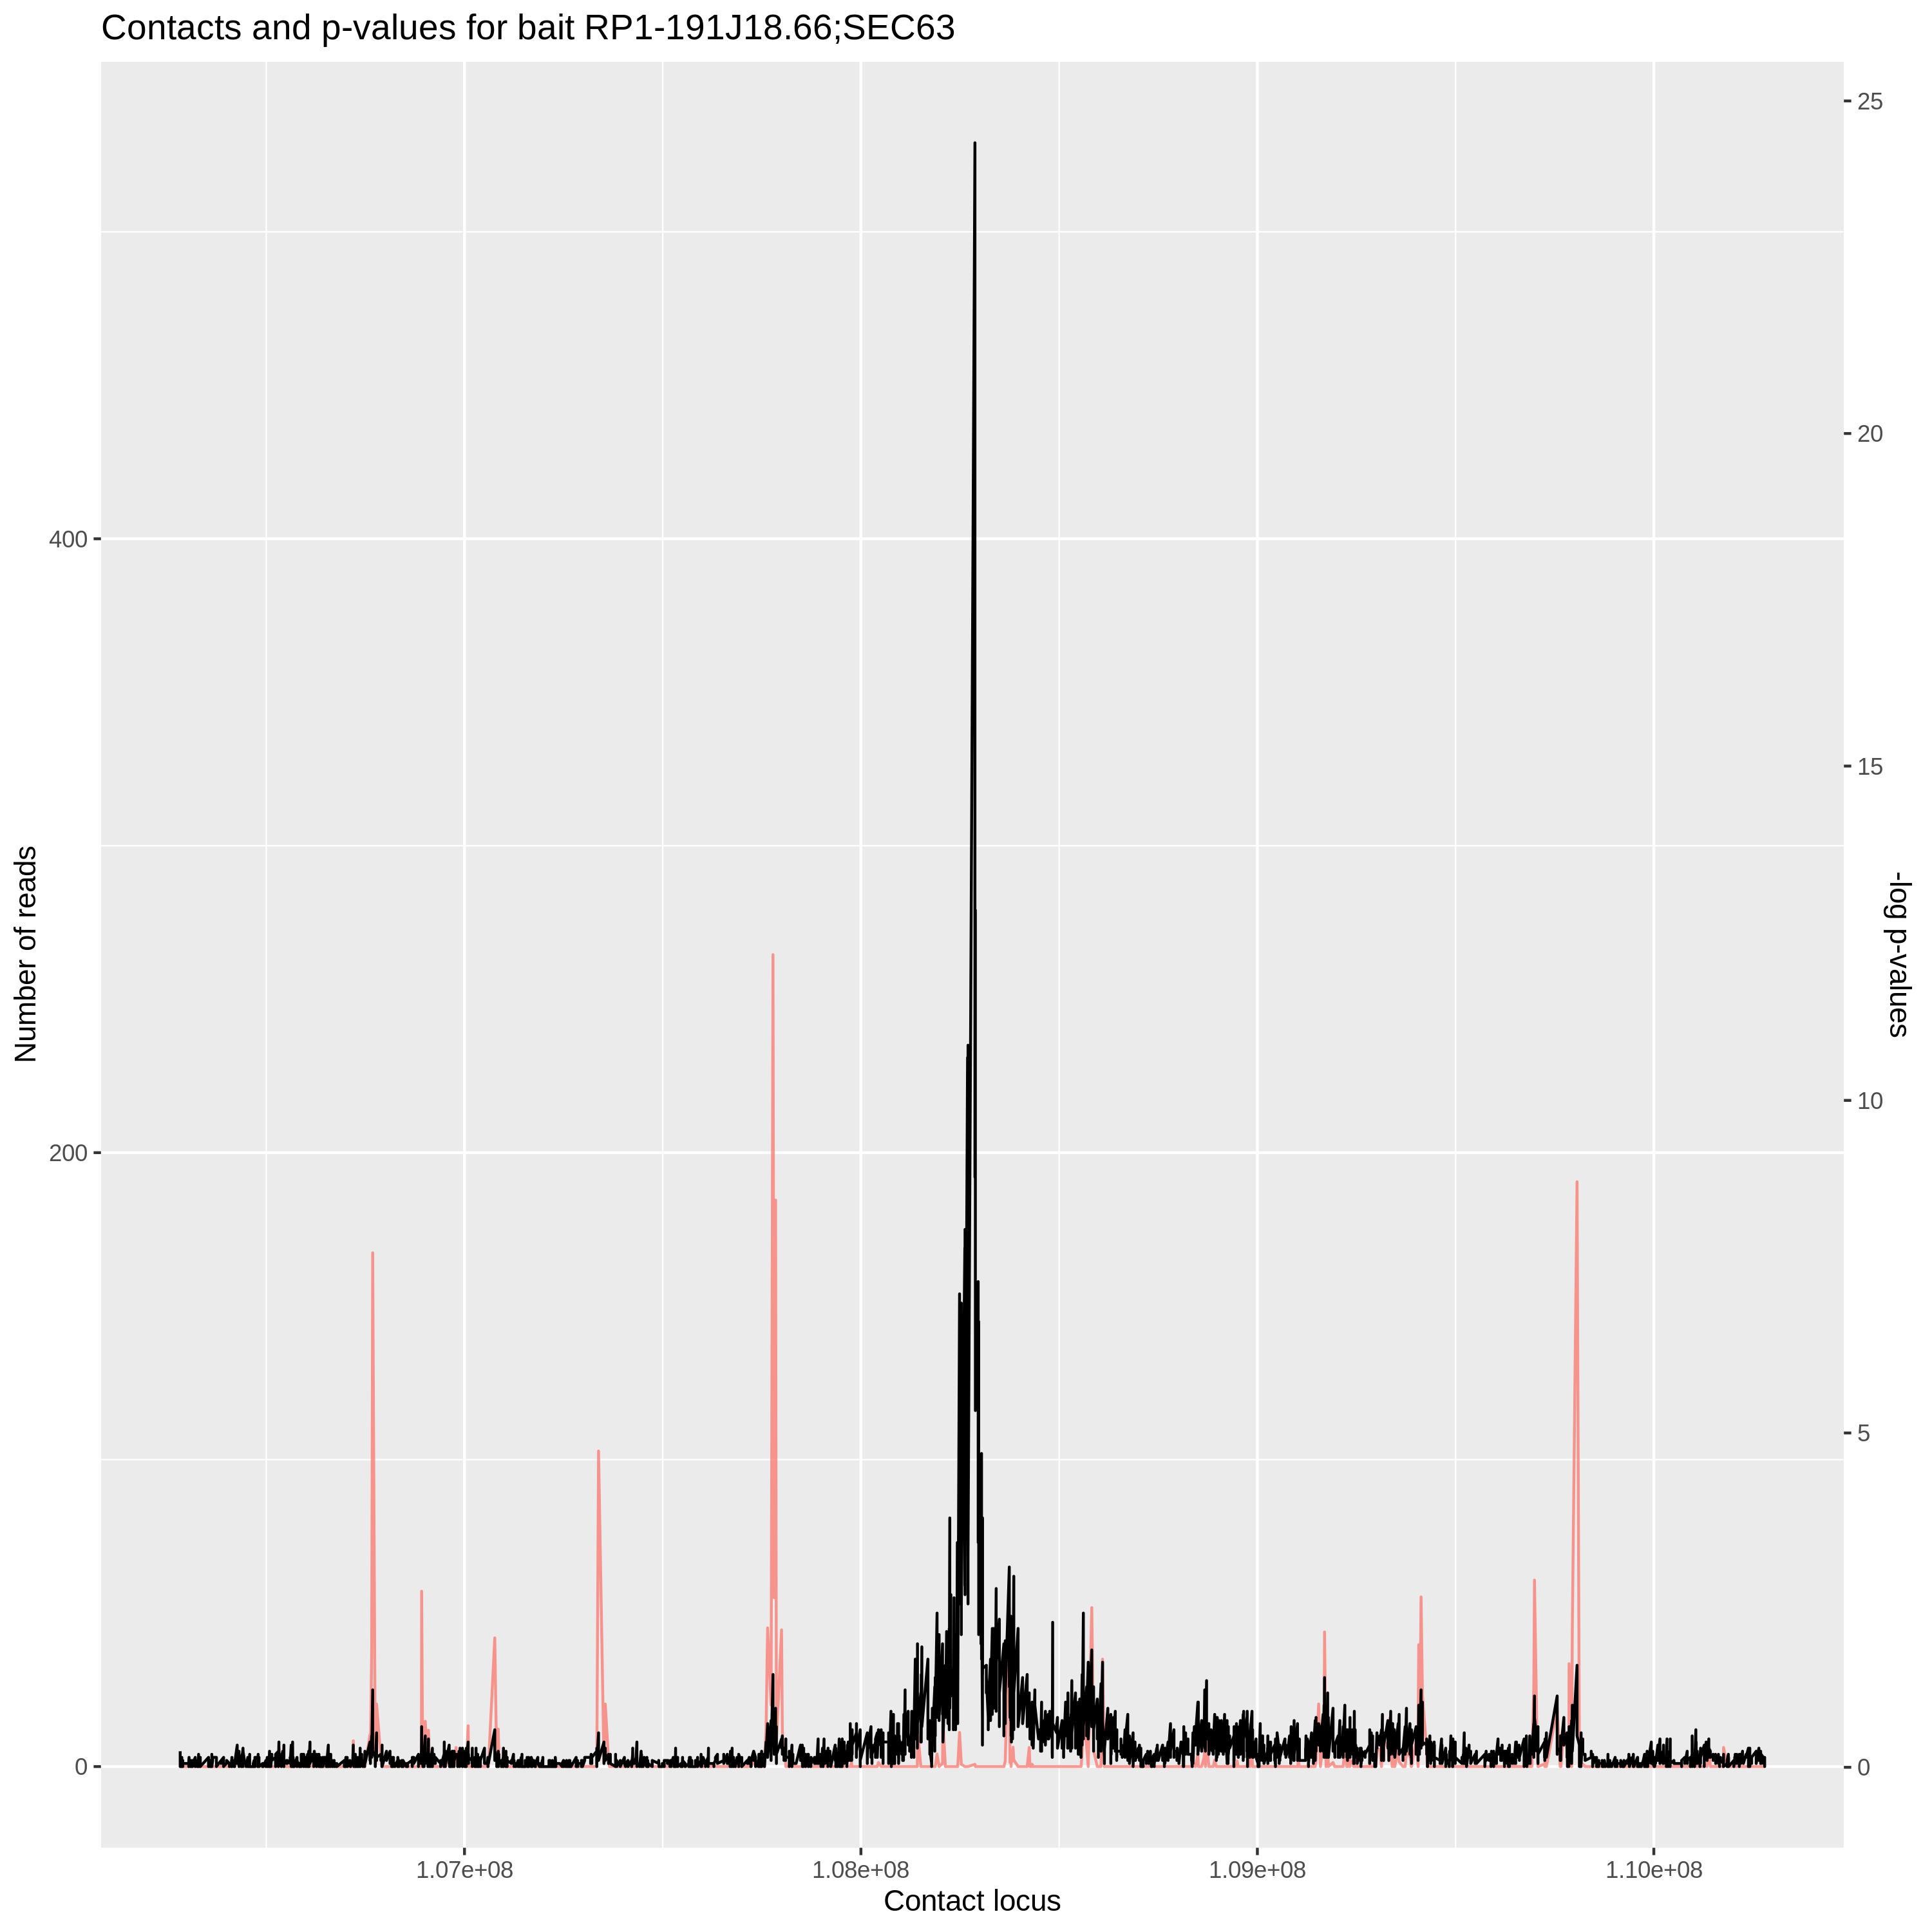 Contacts and p-values for bait RP1-191J18.66;SEC63
Number of reads
400
200
0
25
20
15
10
5
0
-log p-values
1.07e+08
1.08e+08
1.09e+08
1.10e+08
Contact locus